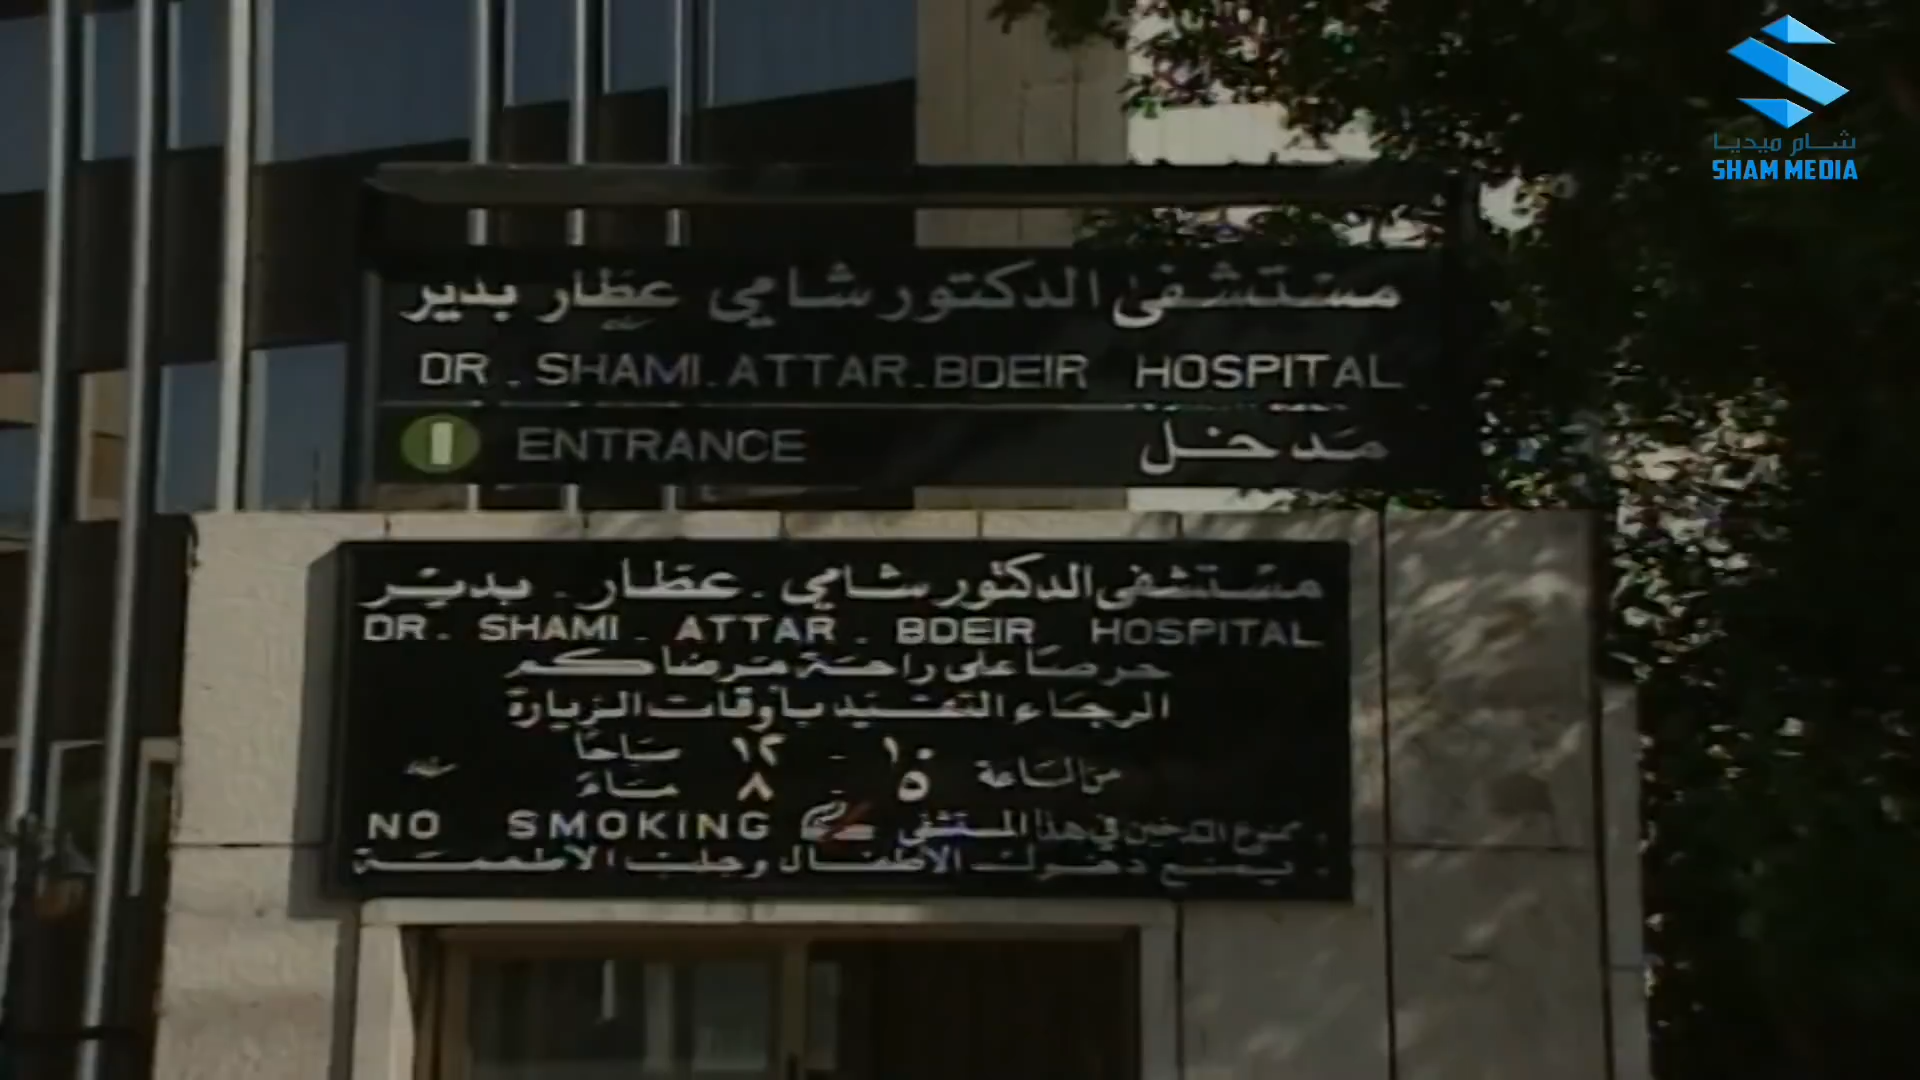 شام ميديا
SHAM MEDIA
مستشفى الدكتور شامي عطار بدير
DR . SHAMI . ATTAR . BDEIR HOSPITAL
ENTRANCE مدخل
مستشفى الدكتور شامي . عطار . بدير
DR . SHAMI . ATTAR . BDEIR HOSPITAL
حرصاً على راحة مرضاكم
الرجاء التقيد بأوقات الزيارة
من الساعة ١٠ - ١٢ صباحاً
٥ - ٨ مساءً
. ممنوع التدخين في هذا المستشفى NO SMOKING
. يمنع دخول الأطفال وجلب الأطعمة